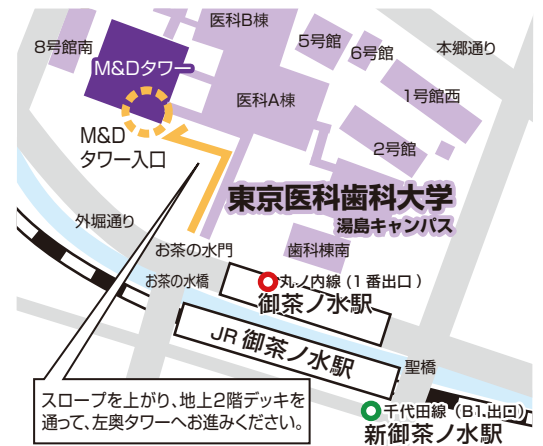 医科B棟
8号館南
5号館
6号館
本郷通り
M&Dタワー
医科A棟
1号館西
M&D
タワー入口
2号館
東京医科歯科大学
湯島キャンパス
外堀通り
お茶の水門
歯科棟南
お茶の水橋
丸ノ内線(1番出口)
御茶ノ水駅
JR 御茶ノ水駅
聖橋
スロープを上がり、地上2階デッキを
通って、左奥タワーへお進みください。
千代田線(B1.出口)
新御茶ノ水駅